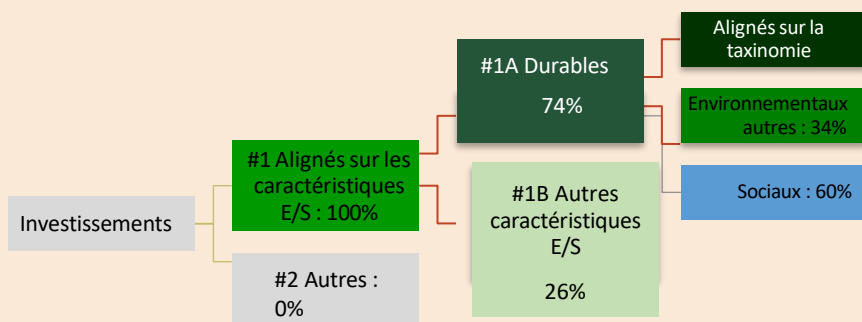 Investissements
#1 Alignés sur les
caractéristiques
E/S : 100%
#2 Autres :
0%
#1A Durables
74%
#1B Autres
caractéristiques
E/S
26%
Alignés sur la
taxinomie
Environnementaux
autres : 34%
Sociaux : 60%